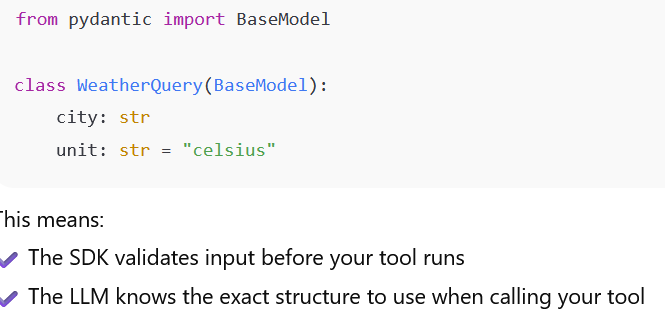 from pydantic import BaseModel
class WeatherQuery(BaseModel):
    city: str
    unit: str = "celsius"
This means:
✔ The SDK validates input before your tool runs
✔ The LLM knows the exact structure to use when calling your tool